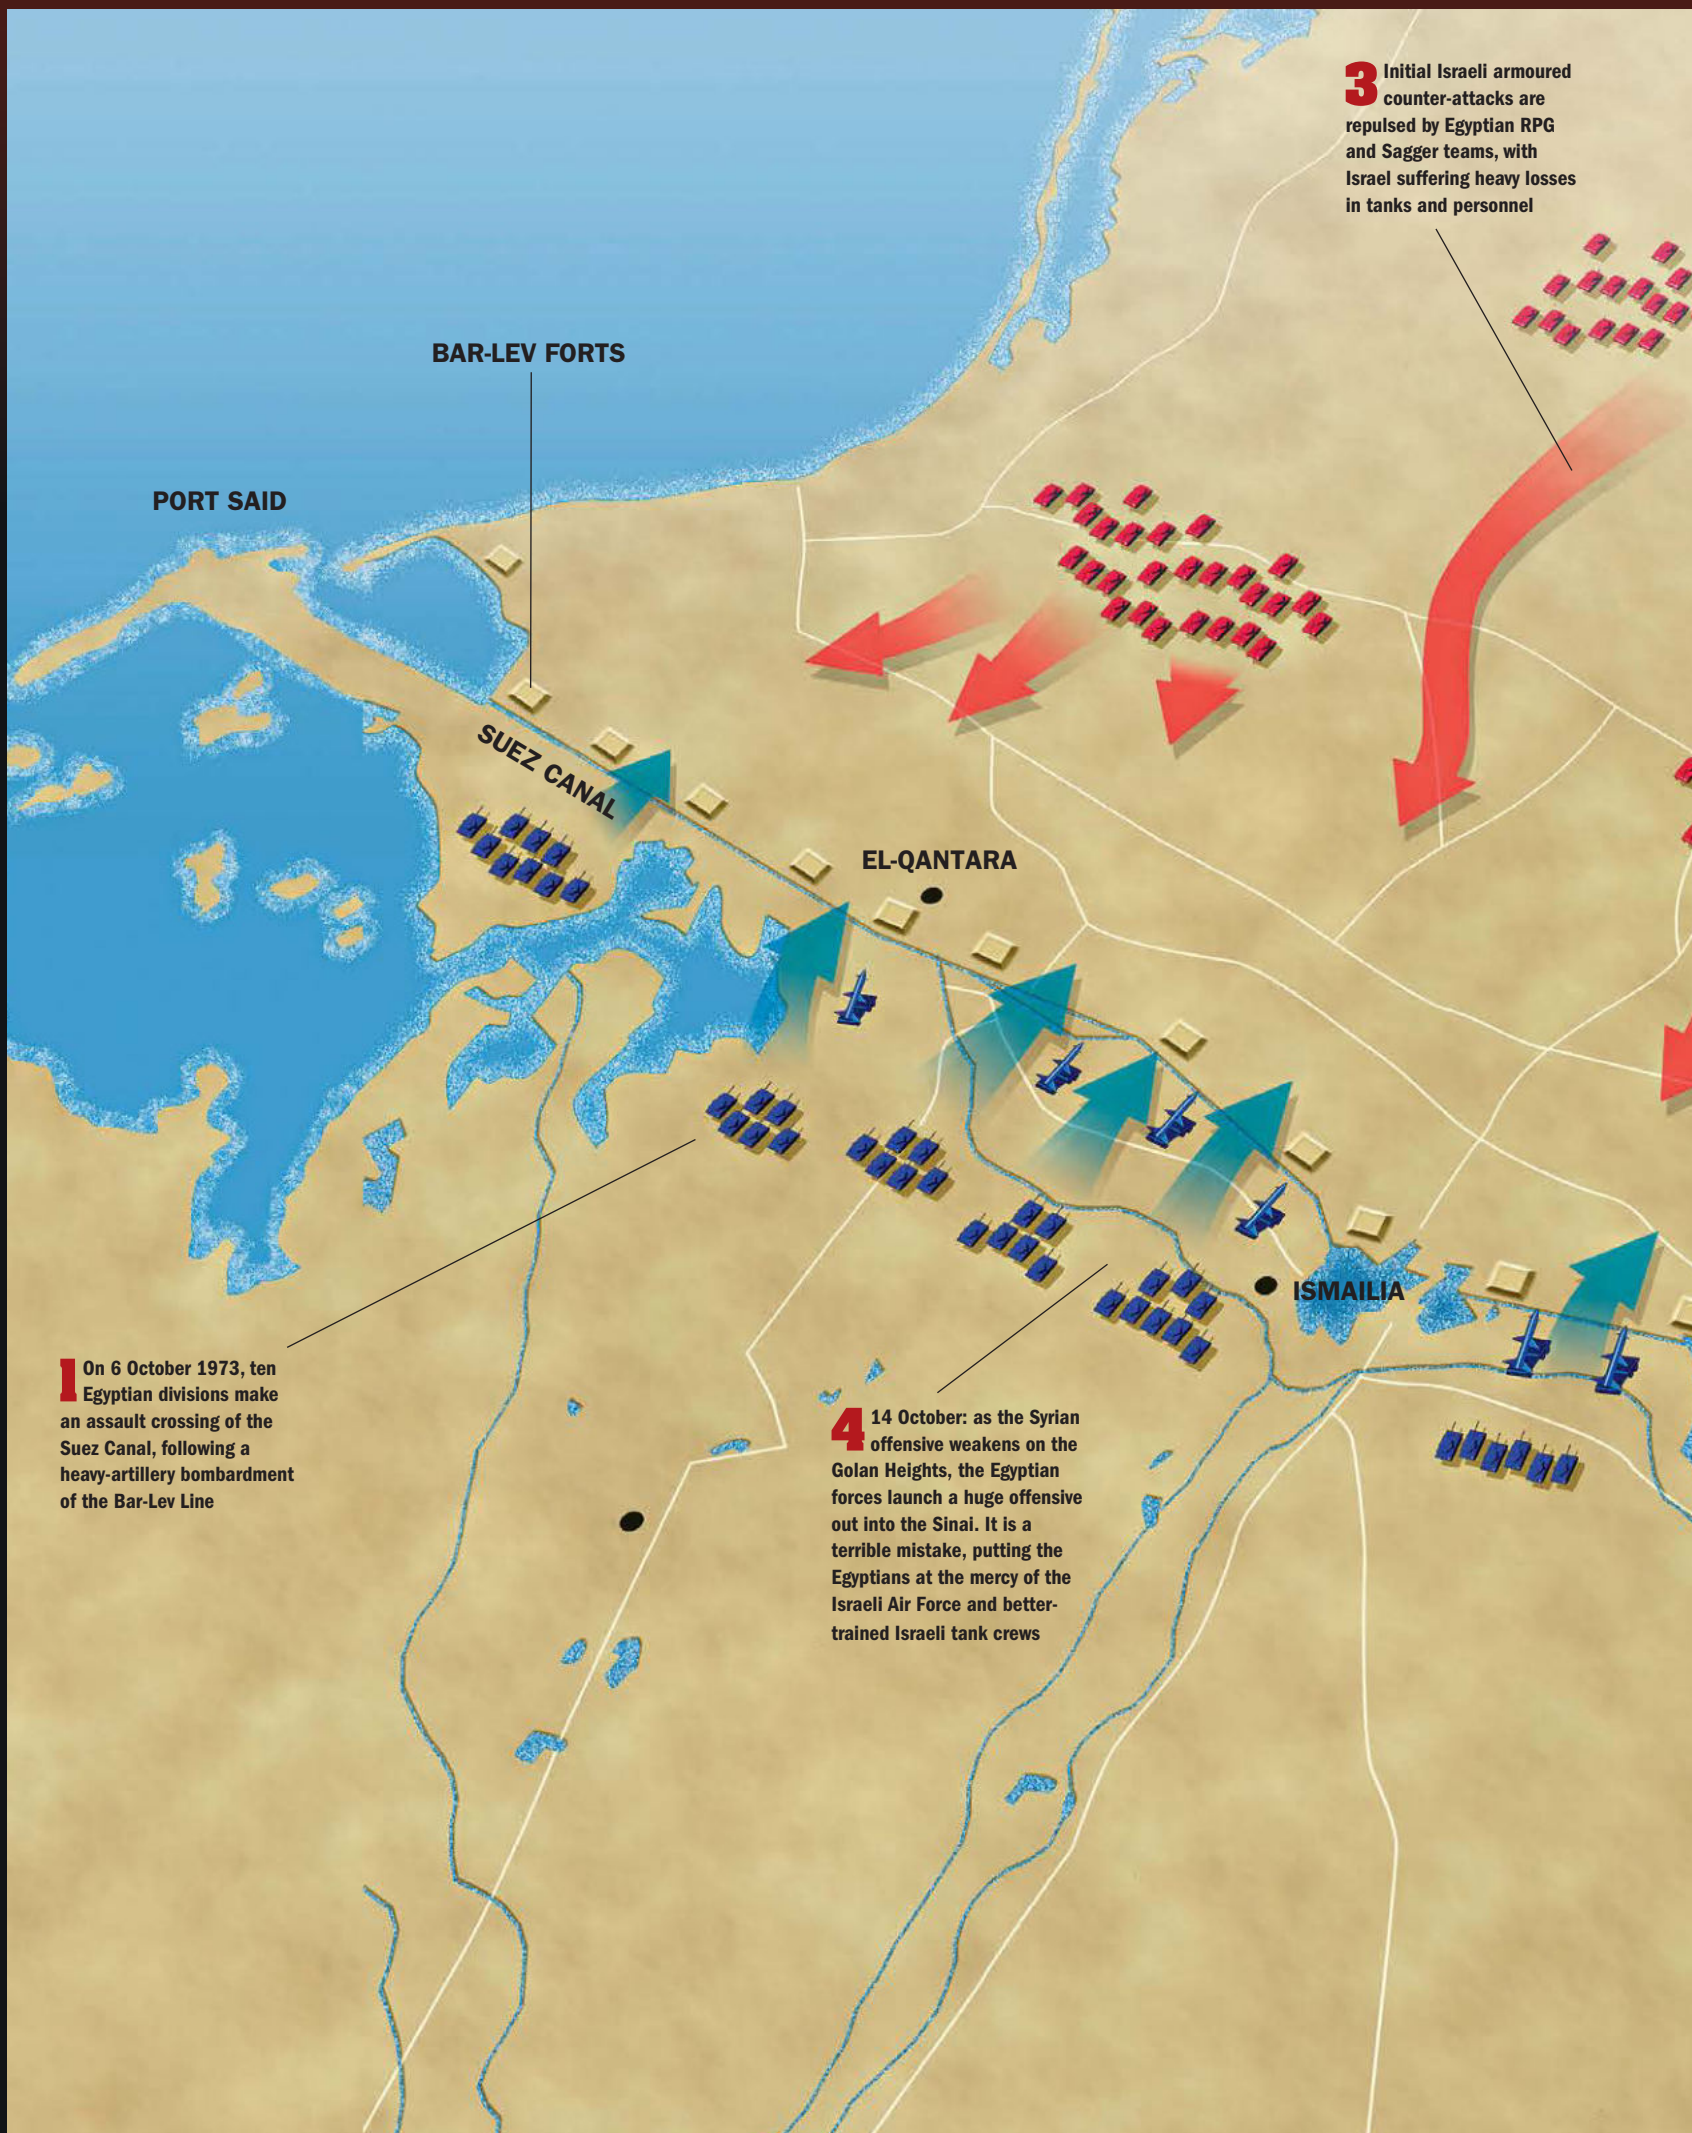 3 Initial Israeli armoured
counter-attacks are
repulsed by Egyptian RPG
and Sagger teams, with
Israel suffering heavy losses
in tanks and personnel
BAR-LEV FORTS
PORT SAID
SUEZ CANAL
EL-QANTARA
ISMAILIA
1 On 6 October 1973, ten
Egyptian divisions make
an assault crossing of the
Suez Canal, following a
heavy-artillery bombardment
of the Bar-Lev Line
4 14 October: as the Syrian
offensive weakens on the
Golan Heights, the Egyptian
forces launch a huge offensive
out into the Sinai. It is a
terrible mistake, putting the
Egyptians at the mercy of the
Israeli Air Force and better-
trained Israeli tank crews